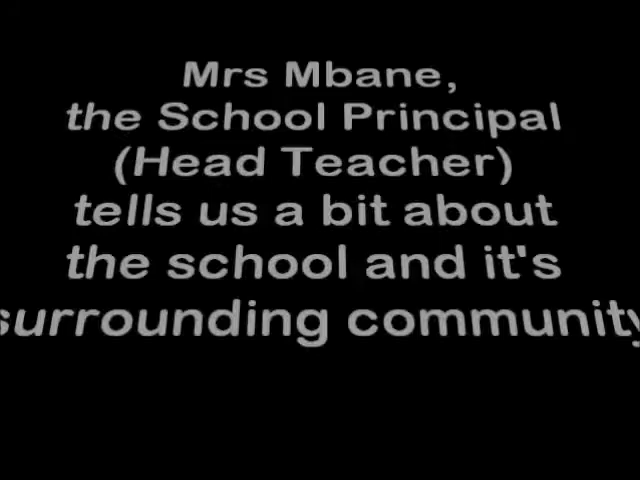 Mrs Mbane,
the School Principal
(Head Teacher)
tells us a bit about
the school and it's
surrounding community